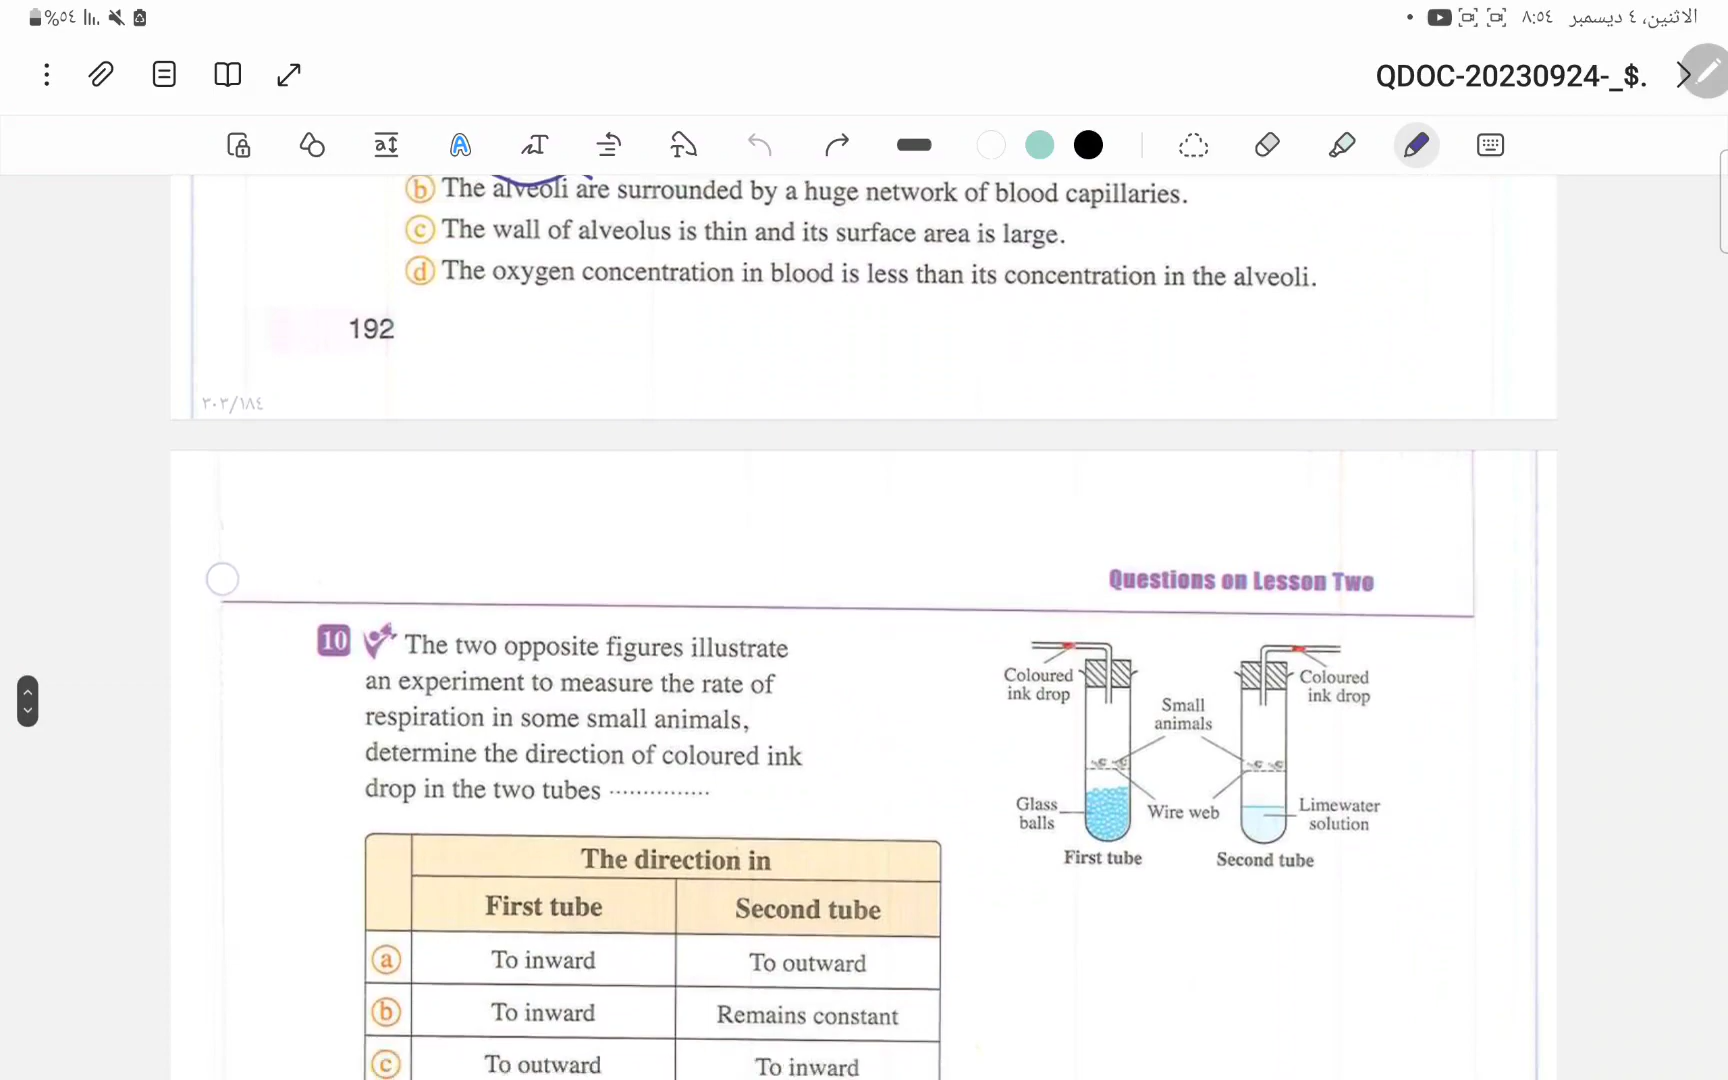 %٥٤
الاثنين، ٤ ديسمبر ٨:٥٤
QDOC-20230924-_$.
b The alveoli are surrounded by a huge network of blood capillaries.
c The wall of alveolus is thin and its surface area is large.
d The oxygen concentration in blood is less than its concentration in the alveoli.
192
٢٠٢/١٨٤
Questions on Lesson Two
10 The two opposite figures illustrate
an experiment to measure the rate of
respiration in some small animals,
determine the direction of coloured ink
drop in the two tubes ...............
Coloured
ink drop
Small
animals
Coloured
ink drop
Glass
balls
Wire web
Limewater
solution
First tube
Second tube
The direction in
First tube Second tube
a To inward To outward
b To inward Remains constant
c To outward To inward